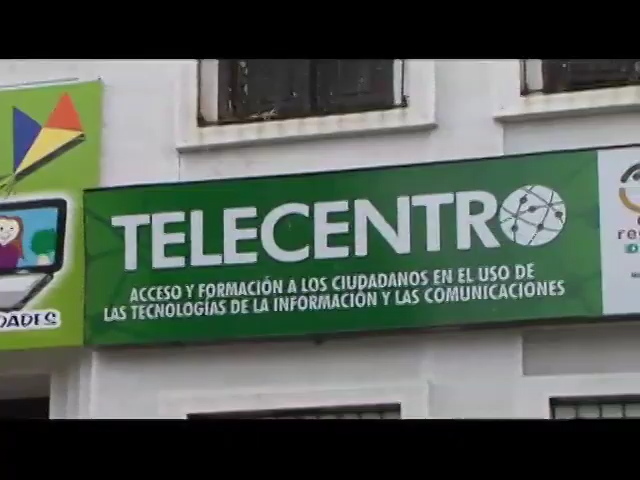 TELECENTRO
ACCESO Y FORMACIÓN A LOS CIUDADANOS EN EL USO DE
LAS TECNOLOGÍAS DE LA INFORMACIÓN Y LAS COMUNICACIONES